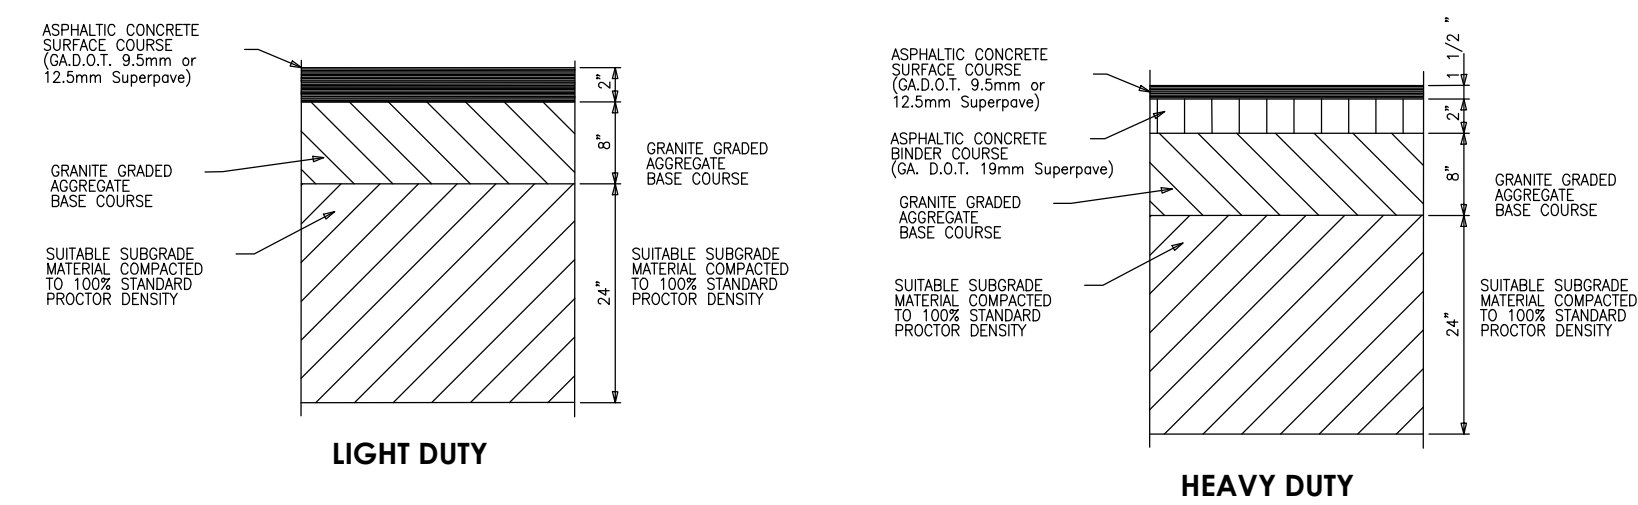 ASPHALTIC CONCRETE
SURFACE COURSE
(GA.D.O.T. 9.5mm or
12.5mm Superpave)
GRANITE GRADED
AGGREGATE
BASE COURSE
SUITABLE SUBGRADE
MATERIAL COMPACTED
TO 100% STANDARD
PROCTOR DENSITY
2"
8"
24"
GRANITE GRADED
AGGREGATE
BASE COURSE
SUITABLE SUBGRADE
MATERIAL COMPACTED
TO 100% STANDARD
PROCTOR DENSITY
LIGHT DUTY
ASPHALTIC CONCRETE
SURFACE COURSE
(GA.D.O.T. 9.5mm or
12.5mm Superpave)
ASPHALTIC CONCRETE
BINDER COURSE
(GA. D.O.T. 19mm Superpave)
GRANITE GRADED
AGGREGATE
BASE COURSE
SUITABLE SUBGRADE
MATERIAL COMPACTED
TO 100% STANDARD
PROCTOR DENSITY
1 1/2 "
2"
8"
24"
GRANITE GRADED
AGGREGATE
BASE COURSE
SUITABLE SUBGRADE
MATERIAL COMPACTED
TO 100% STANDARD
PROCTOR DENSITY
HEAVY DUTY